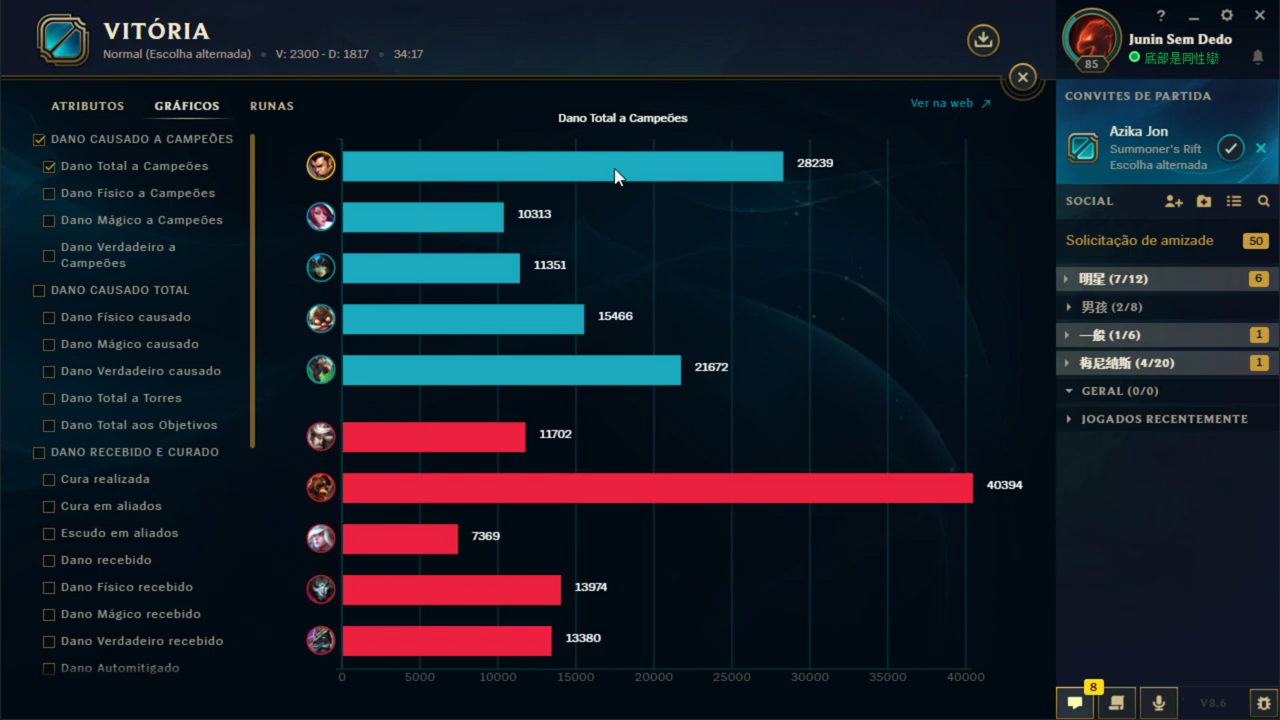 VITÓRIA
Normal (Escolha alternada) • V: 2300 - D: 1817 • 34:17
ATRIBUTOS GRÁFICOS RUNAS
Ver na web
DANO CAUSADO A CAMPEÕES
Dano Total a Campeões
Dano Físico a Campeões
Dano Mágico a Campeões
Dano Verdadeiro a
Campeões
DANO CAUSADO TOTAL
Dano Físico causado
Dano Mágico causado
Dano Verdadeiro causado
Dano Total a Torres
Dano Total aos Objetivos
DANO RECEBIDO E CURADO
Cura realizada
Cura em aliados
Escudo em aliados
Dano recebido
Dano Físico recebido
Dano Mágico recebido
Dano Verdadeiro recebido
Dano Automitigado
Dano Total a Campeões
28239
10313
11351
15466
21672
11702
40394
7369
13974
13380
0 5000 10000 15000 20000 25000 30000 35000 40000
?
85
Junin Sem Dedo
底部是同性戀
CONVITES DE PARTIDA
Azika Jon
Summoner's Rift
Escolha alternada
SOCIAL
Solicitação de amizade 50
明星 (7/12) 6
男孩 (2/8)
一般 (1/6) 1
梅尼納斯 (4/20) 1
GERAL (0/0)
JOGADOS RECENTEMENTE
8
V8.6